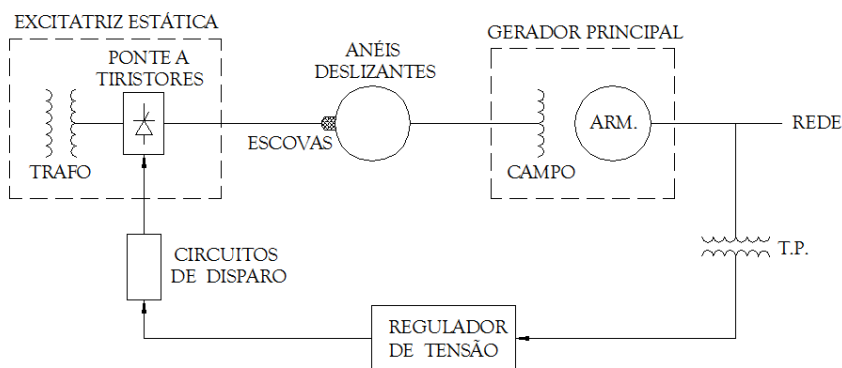 EXCITATRIZ ESTÁTICA
PONTE A
TIRISTORES
TRAFO
ANÉIS
DESLIZANTES
ESCOVAS
GERADOR PRINCIPAL
ARM.
CAMPO
REDE
T.P.
CIRCUITOS
DE DISPARO
REGULADOR
DE TENSÃO